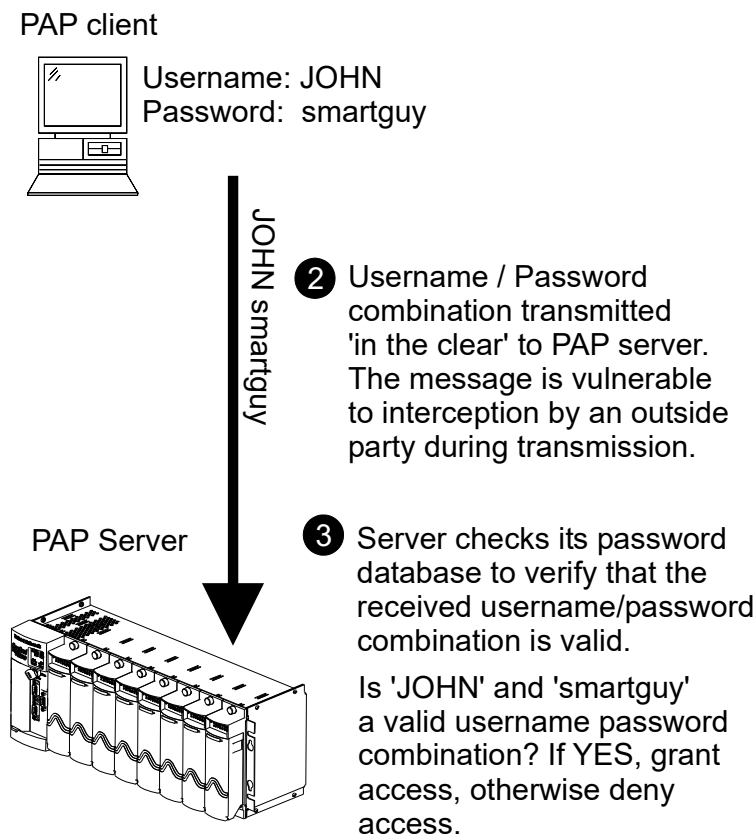 PAP client
Username: JOHN
Password: smartguy
JOHN smartguy
2 Username / Password
combination transmitted
'in the clear' to PAP server.
The message is vulnerable
to interception by an outside
party during transmission.
PAP Server
3 Server checks its password
database to verify that the
received username/password
combination is valid.
Is 'JOHN' and 'smartguy'
a valid username password
combination? If YES, grant
access, otherwise deny
access.